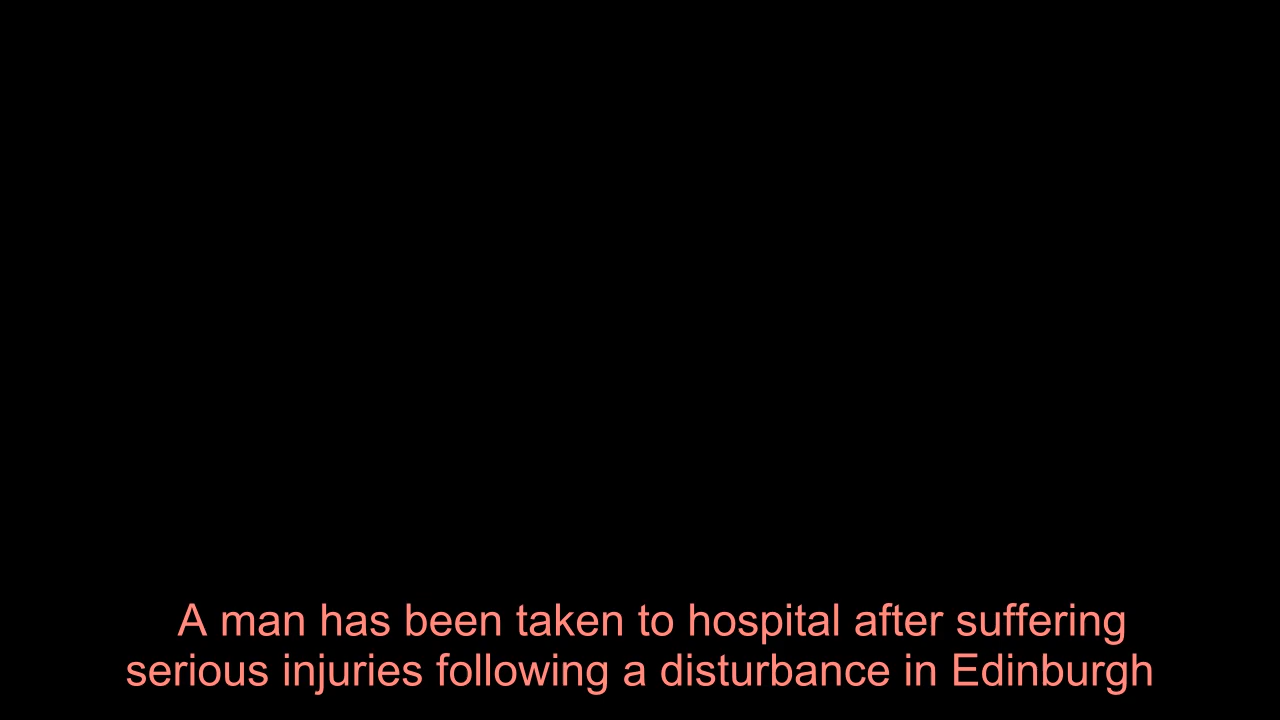 A man has been taken to hospital after suffering
serious injuries following a disturbance in Edinburgh